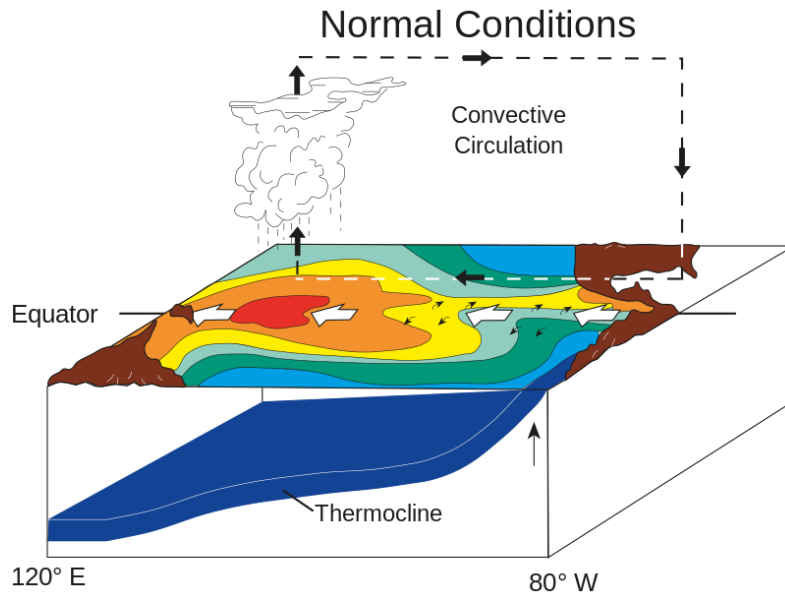 Normal Conditions
Convective
Circulation
Equator
Thermocline
120° E
80° W